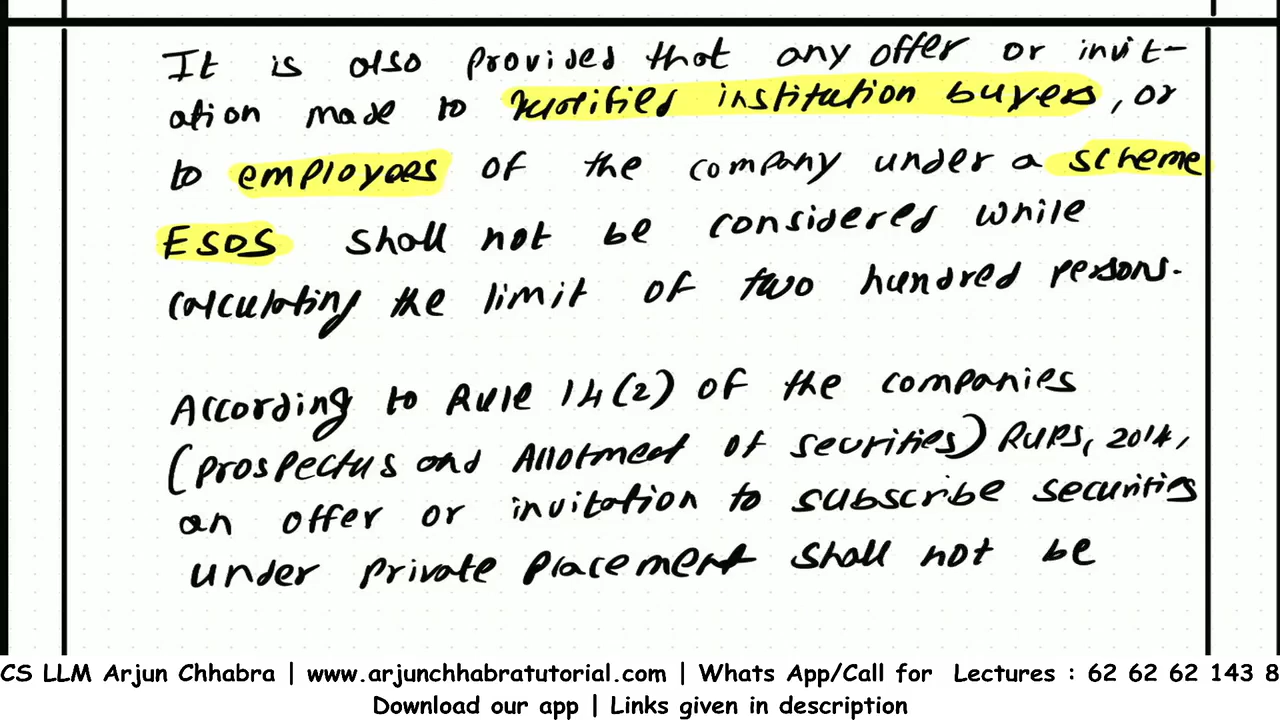 It is also provided that any offer or invit-
ation made to qualified institution buyers, or
to employees of the company under a scheme
ESOS shall not be considered while
calculating the limit of two hundred persons.
According to Rule 14(2) of the companies
(Prospectus and Allotment of securities) Rules, 2014,
an offer or invitation to subscribe securities
under private placement shall not be
CS LLM Arjun Chhabra | www.arjunchhabratutorial.com | Whats App/Call for Lectures : 62 62 62 143 8
Download our app | Links given in description